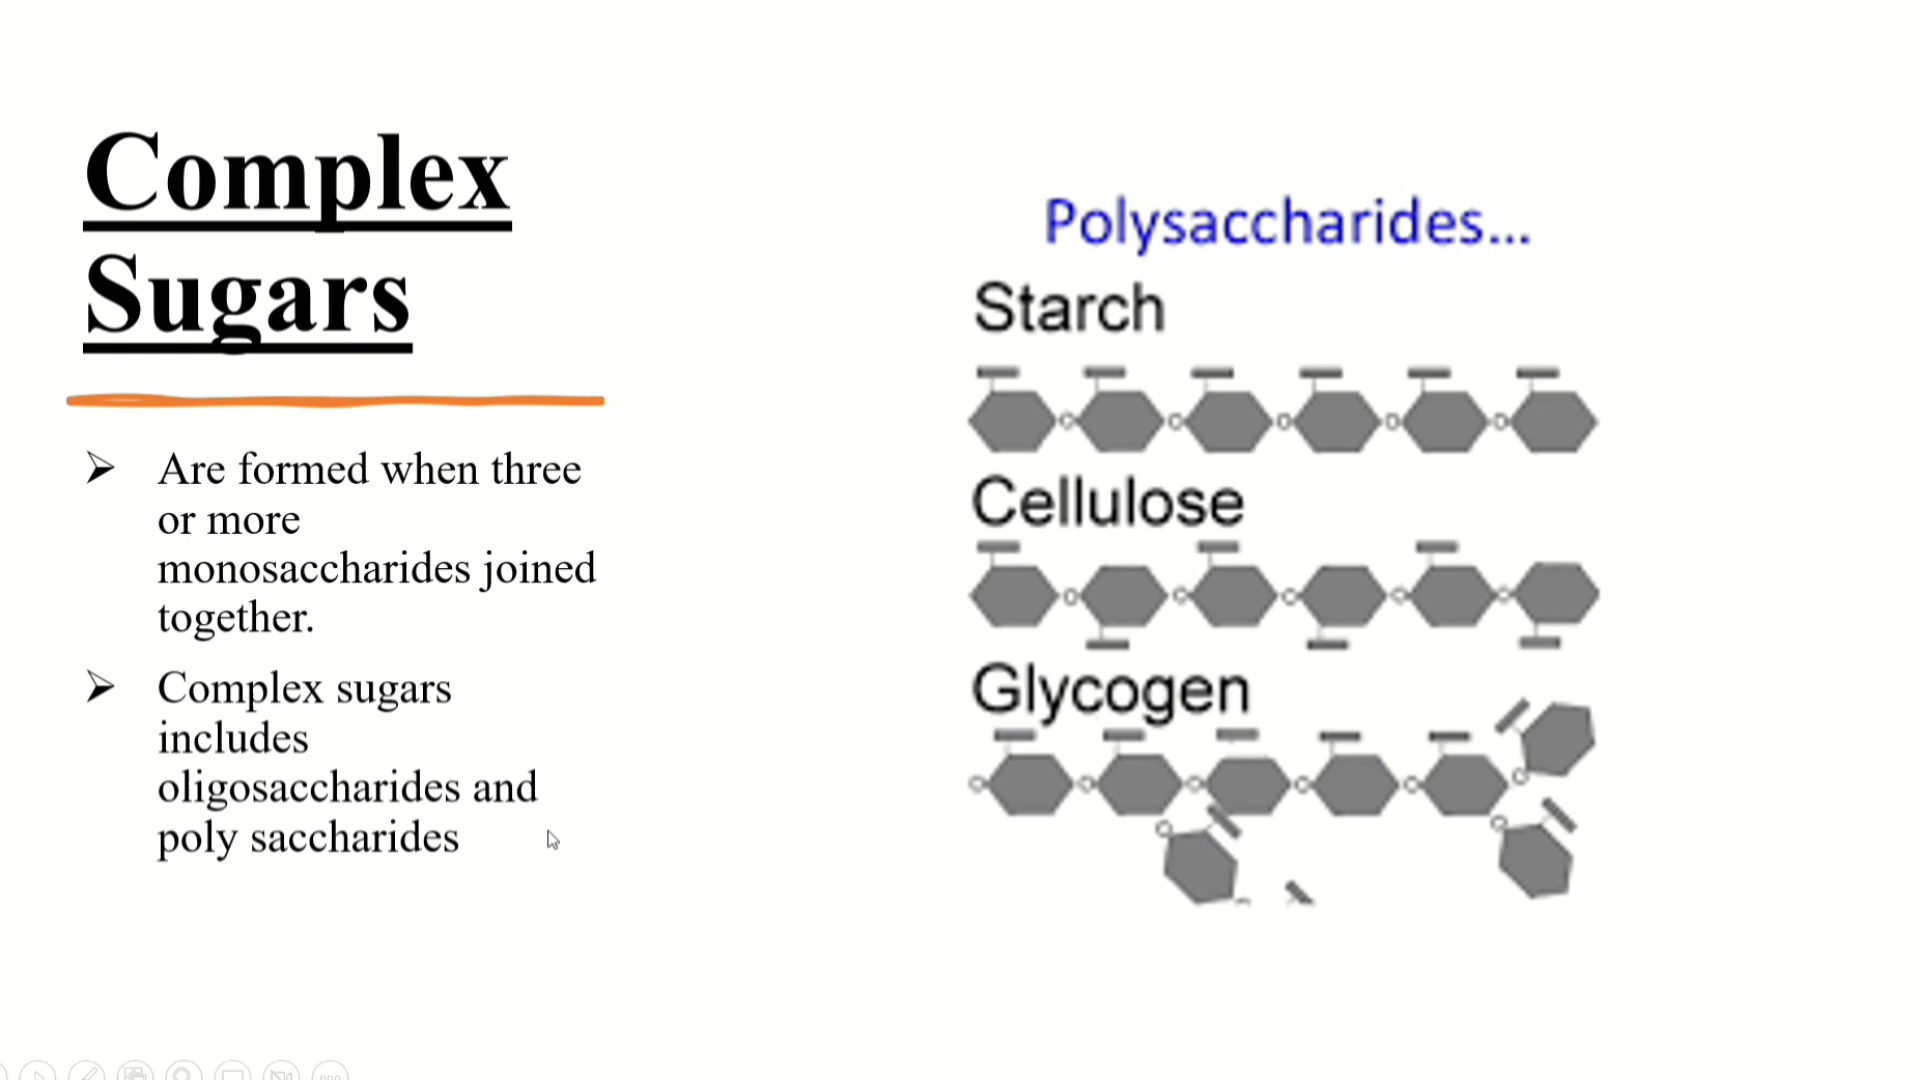 Complex
Sugars
➢ Are formed when three
or more
monosaccharides joined
together.
➢ Complex sugars
includes
oligosaccharides and
poly saccharides
Polysaccharides...
Starch
O O O O O
Cellulose
O O O O O
Glycogen
O O O O O O
O O